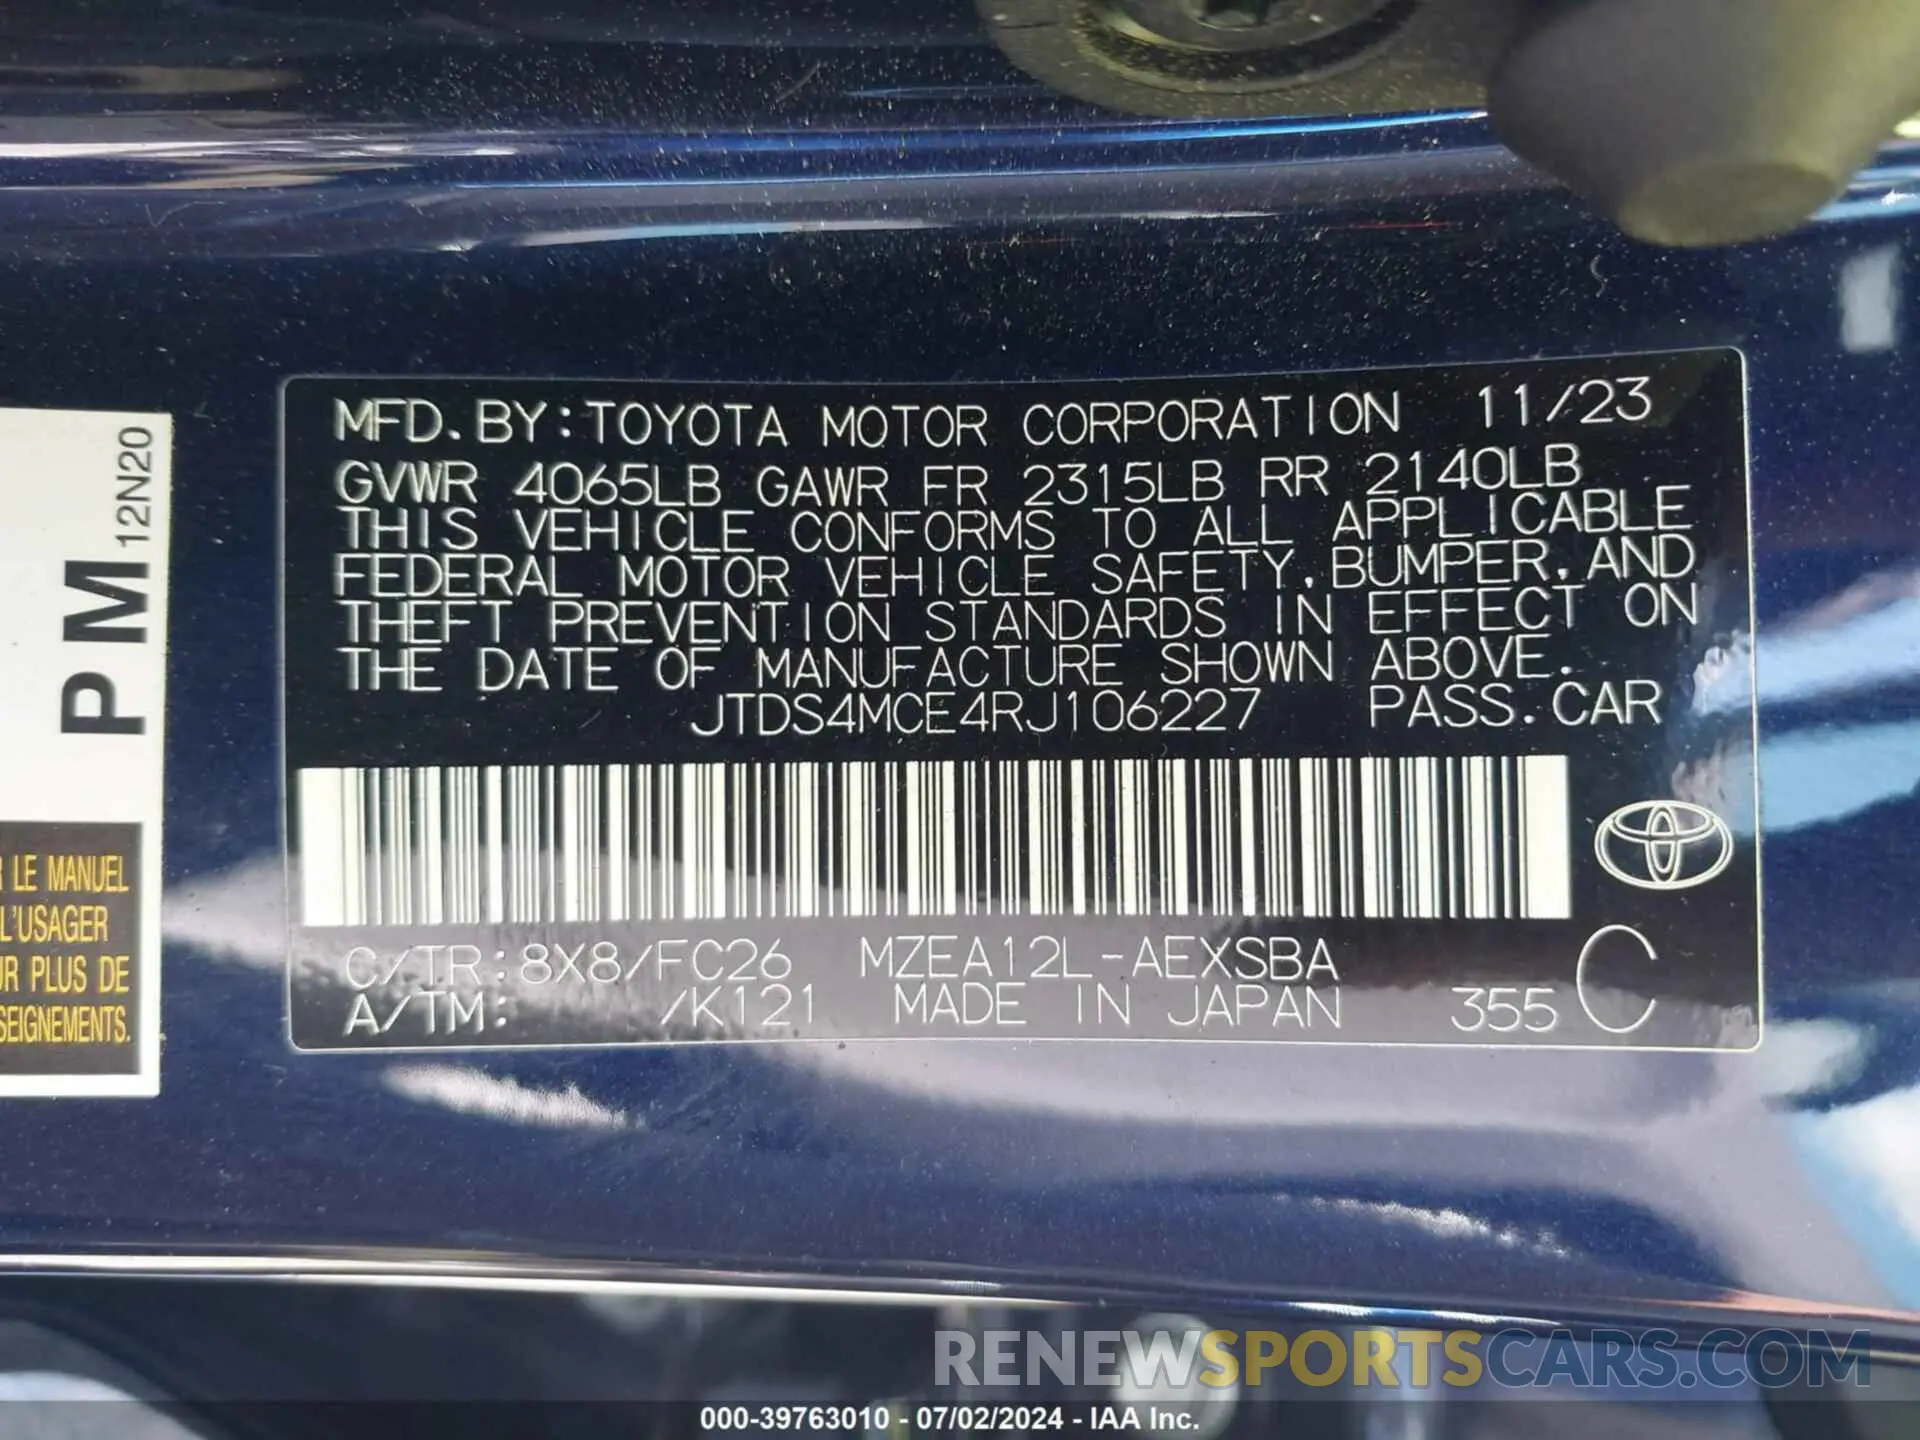 MFD. BY: TOYOTA MOTOR CORPORATION 11/23
GVWR 4065LB GAWR FR 2315LB RR 2140LB
THIS VEHICLE CONFORMS TO ALL APPLICABLE
FEDERAL MOTOR VEHICLE SAFETY, BUMPER, AND
THEFT PREVENTION STANDARDS IN EFFECT ON
THE DATE OF MANUFACTURE SHOWN ABOVE.
JTDS4MCE4RJ106227 PASS. CAR
C/TR: 8X8/FC26 MZEA12L-AEXSBA
A/TM: /K121 MADE IN JAPAN 355 C
PM 12N20
LE MANUEL
L'USAGER
PLUS DE
SEIGNEMENTS.
RENEWSPORTSCARS.COM
000-39763010 - 07/02/2024 - IAA Inc.